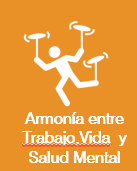 Armonía entre
Trabajo,Vida y
Salud Mental